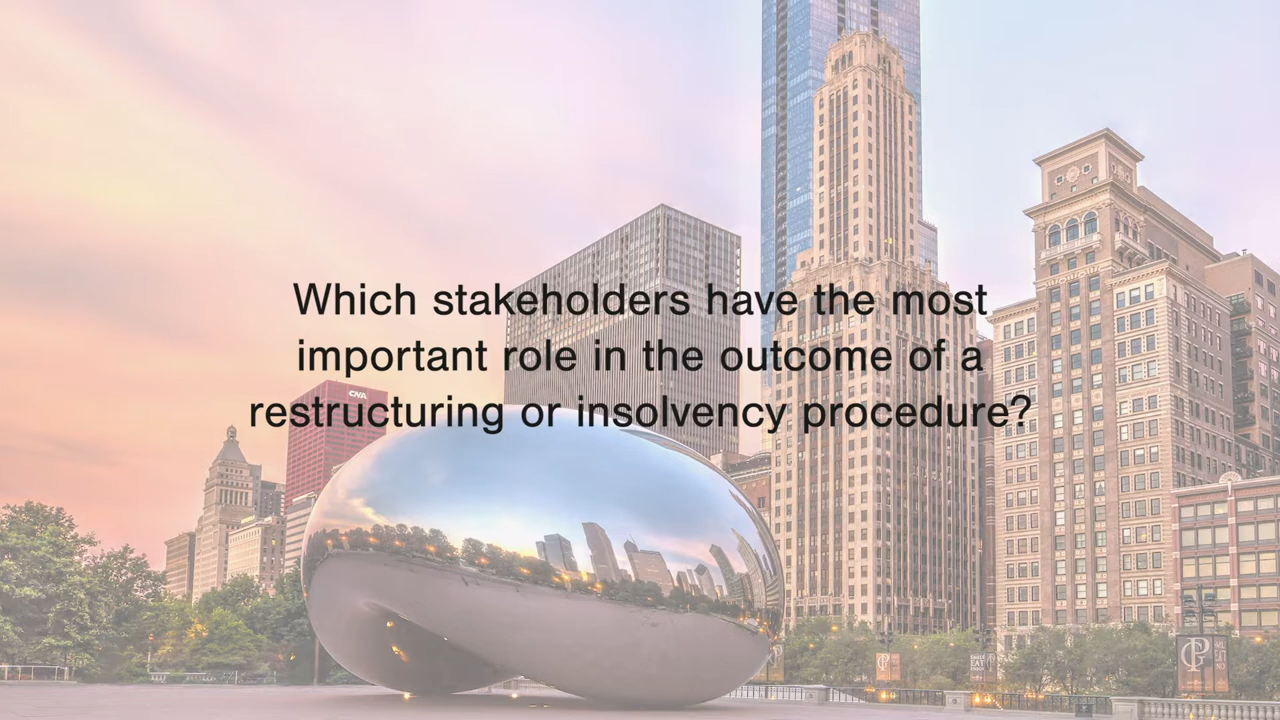 Which stakeholders have the most
important role in the outcome of a
restructuring or insolvency procedure?
CNA